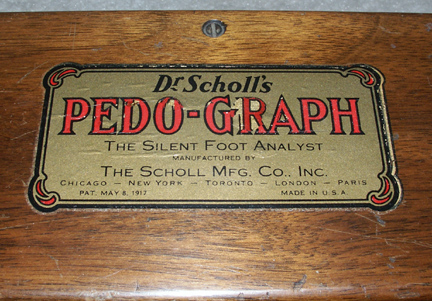 Dr. Scholl's
PEDO-GRAPH
THE SILENT FOOT ANALYST
MANUFACTURED BY
THE SCHOLL MFG. CO., INC.
CHICAGO — NEW YORK — TORONTO — LONDON — PARIS
PAT. MAY 8, 1917 MADE IN U.S.A.